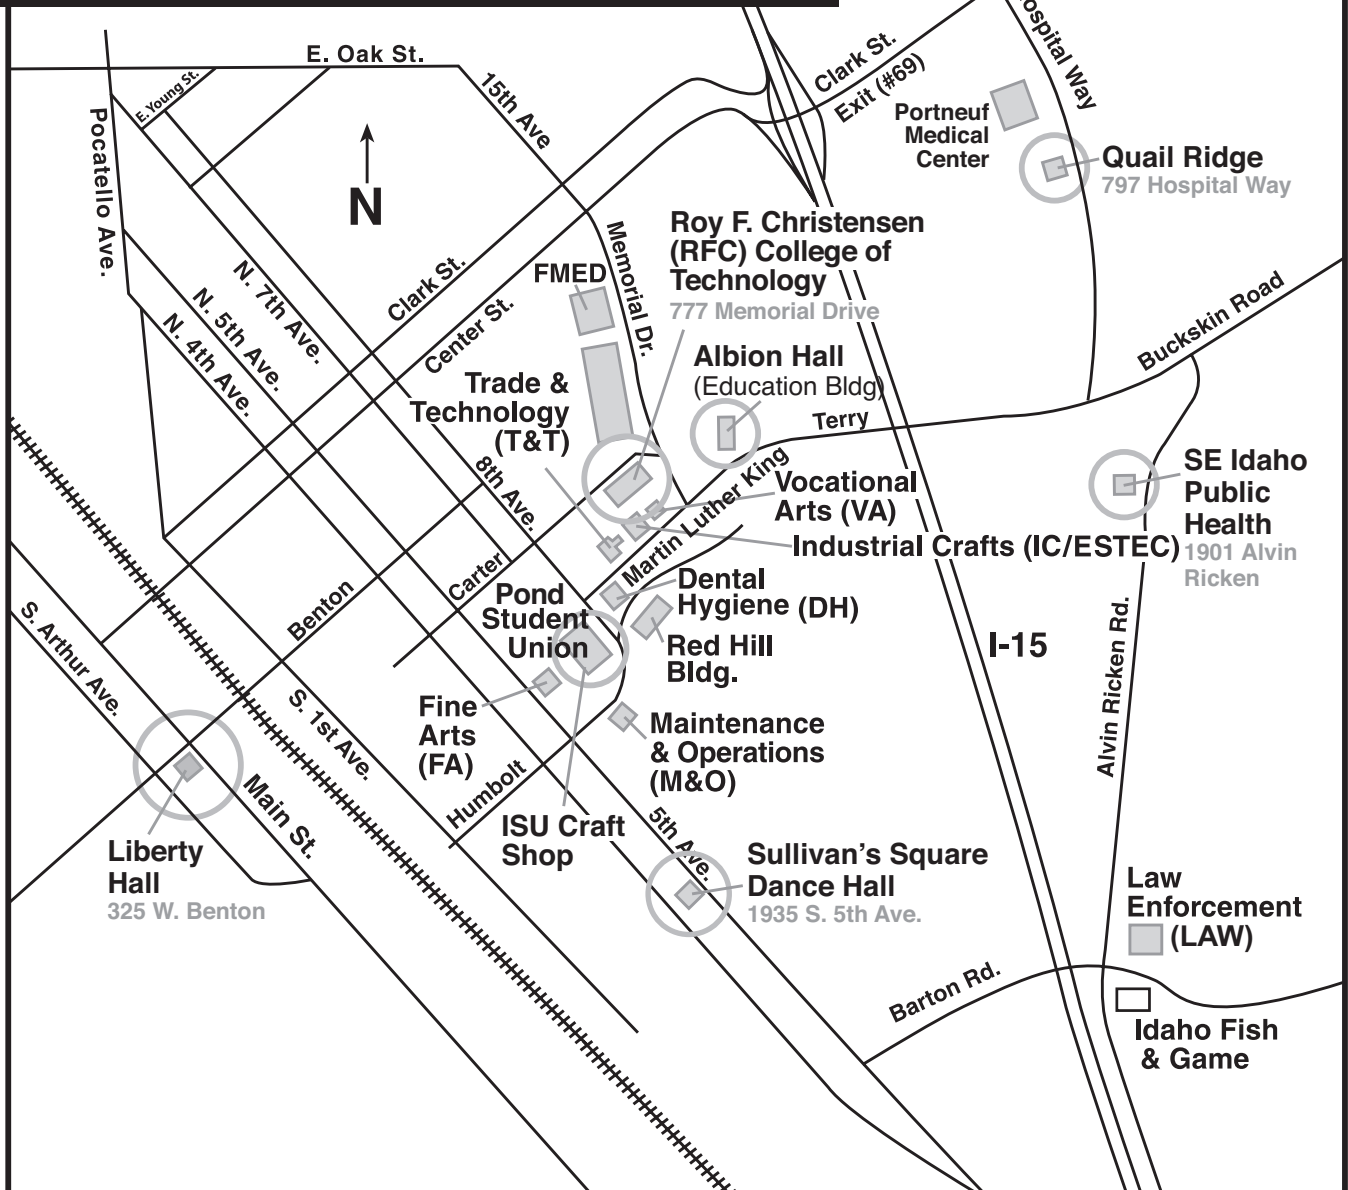 E. Oak St.
E. Young St.
15th Ave
Pocatello Ave.
N
Clark St.
Exit (#69)
Hospital Way
Portneuf
Medical
Center
Quail Ridge
797 Hospital Way
Roy F. Christensen
(RFC) College of
Technology
777 Memorial Drive
Memorial Dr.
FMED
Clark St.
Center St.
N. 7th Ave.
N. 5th Ave.
N. 4th Ave.
Buckskin Road
Albion Hall
(Education Bldg)
Terry
Trade &
Technology
(T&T)
8th Ave.
Martin Luther King
Vocational
Arts (VA)
Industrial Crafts (IC/ESTEC)
SE Idaho
Public
Health
1901 Alvin
Ricken
Carter
Benton
Pond
Student
Union
Dental
Hygiene (DH)
Red Hill
Bldg.
I-15
Alvin Ricken Rd.
S. Arthur Ave.
S. 1st Ave.
Fine
Arts
(FA)
Maintenance
& Operations
(M&O)
Humbolt
Main St.
ISU Craft
Shop
5th Ave.
Liberty
Hall
325 W. Benton
Sullivan's Square
Dance Hall
1935 S. 5th Ave.
Law
Enforcement
(LAW)
Barton Rd.
Idaho Fish
& Game